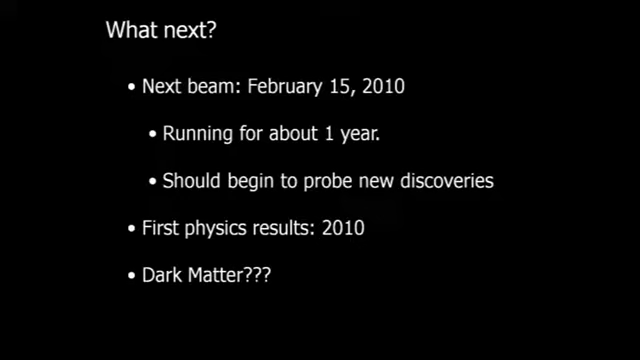 What next?
• Next beam: February 15, 2010
• Running for about 1 year.
• Should begin to probe new discoveries
• First physics results: 2010
• Dark Matter???